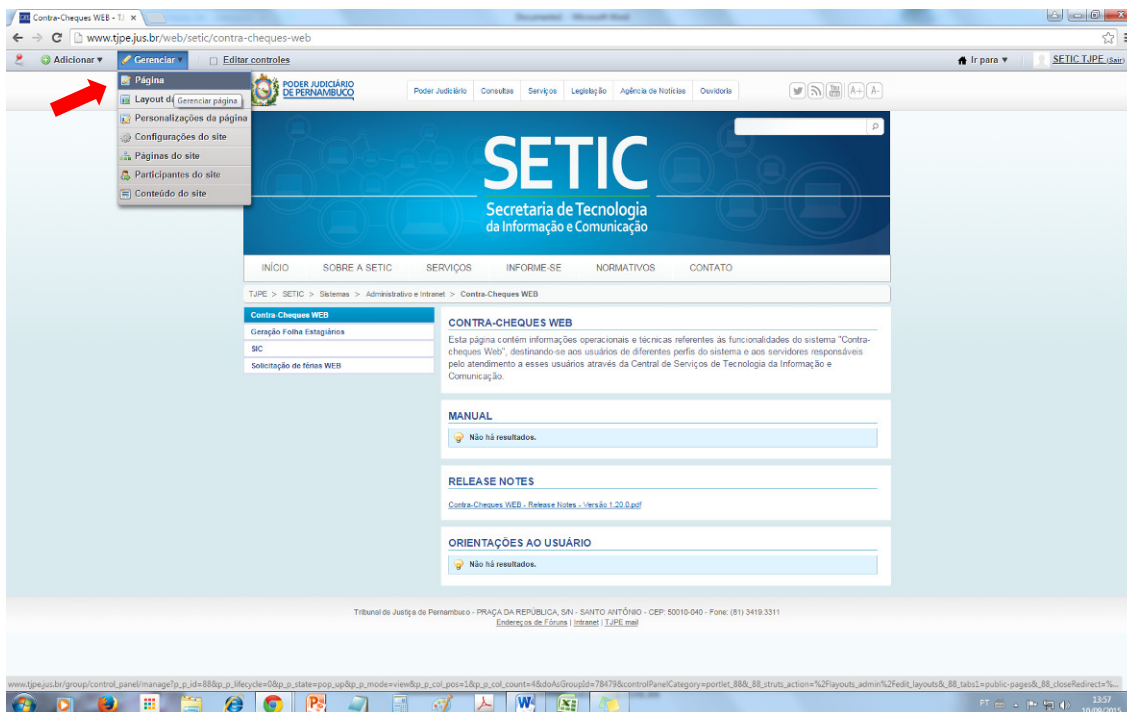 Contra-Cheques WEB - TJ
www.tjpe.jus.br/web/setic/contra-cheques-web
Adicionar Gerenciar Editar controles Ir para SETIC TJPE (Sair)
Página
Layout da
Gerenciar página
Personalizações da página
Configurações do site
Páginas do site
Participantes do site
Conteúdo do site
PODER JUDICIÁRIO
DE PERNAMBUCO
Poder Judiciário Consultas Serviços Legislação Agência de Notícias Ouvidoria
A+ A-
SETIC
Secretaria de Tecnologia
da Informação e Comunicação
INÍCIO SOBRE A SETIC SERVIÇOS INFORME-SE NORMATIVOS CONTATO
TJPE > SETIC > Sistemas > Administrativo e Intranet > Contra-Cheques WEB
Contra-Cheques WEB
Geração Folha Estagiários
SIC
Solicitação de férias WEB
CONTRA-CHEQUES WEB
Esta página contém informações operacionais e técnicas referentes às funcionalidades do sistema "Contra-
cheques Web", destinando-se aos usuários de diferentes perfis do sistema e aos servidores responsáveis
pelo atendimento a esses usuários através da Central de Serviços de Tecnologia da Informação e
Comunicação.
MANUAL
Não há resultados.
RELEASE NOTES
Contra-Cheques WEB - Release Notes - Versão 1.20.0.pdf
ORIENTAÇÕES AO USUÁRIO
Não há resultados.
Tribunal de Justiça de Pernambuco - PRAÇA DA REPÚBLICA, S/N - SANTO ANTÔNIO - CEP: 50010-040 - Fone: (81) 3419.3311
Endereços de Fóruns | Intranet | TJPE mail
PT
13:57
10/09/2015